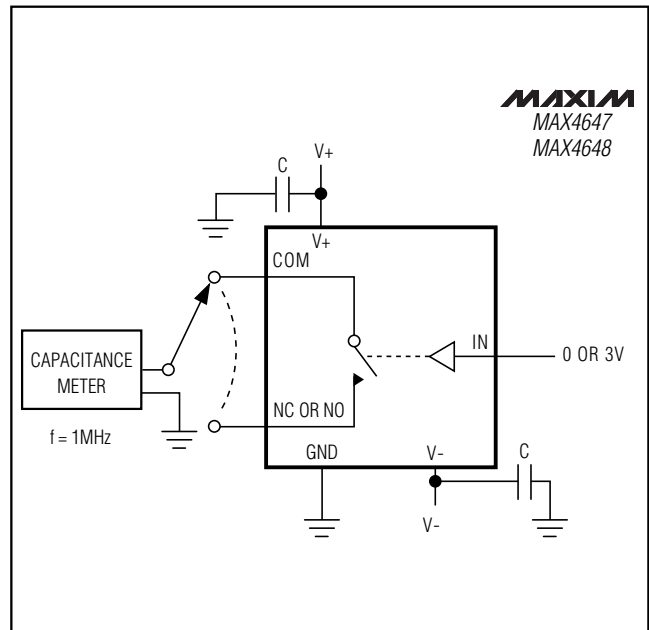 MAXIM
MAX4647
MAX4648
V+
C
V+
COM
IN
0 OR 3V
CAPACITANCE
METER
NC OR NO
f = 1MHz
GND
V-
C
V-